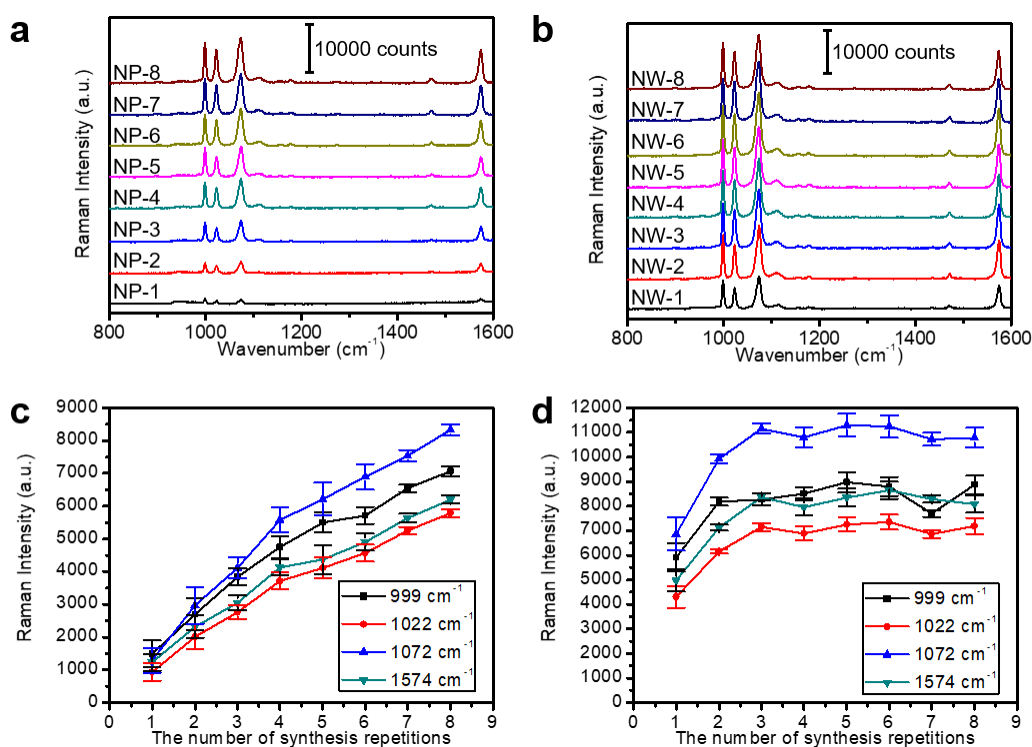 a
10000 counts
NP-8
NP-7
NP-6
NP-5
NP-4
NP-3
NP-2
NP-1
Raman Intensity (a.u.)
800 1000 1200 1400 1600
Wavenumber (cm⁻¹)
b
10000 counts
NW-8
NW-7
NW-6
NW-5
NW-4
NW-3
NW-2
NW-1
Raman Intensity (a.u.)
800 1000 1200 1400 1600
Wavenumber (cm⁻¹)
c
9000
8000
7000
6000
5000
4000
3000
2000
1000
0
Raman Intensity (a.u.)
999 cm⁻¹
1022 cm⁻¹
1072 cm⁻¹
1574 cm⁻¹
0 1 2 3 4 5 6 7 8 9
The number of synthesis repetitions
d
12000
11000
10000
9000
8000
7000
6000
5000
4000
3000
2000
1000
0
Raman Intensity (a.u.)
999 cm⁻¹
1022 cm⁻¹
1072 cm⁻¹
1574 cm⁻¹
0 1 2 3 4 5 6 7 8 9
The number of synthesis repetitions